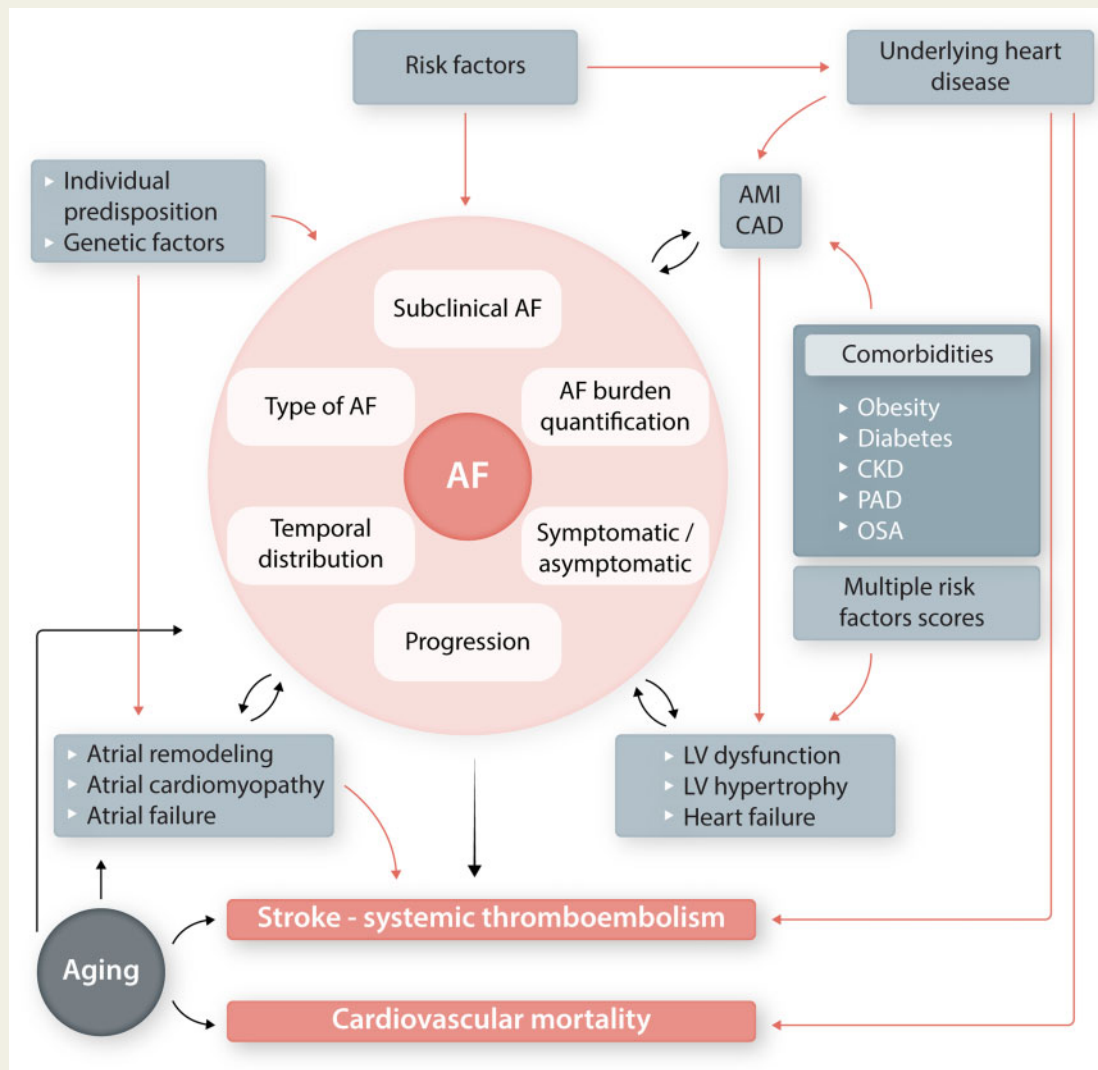 Risk factors
Underlying heart
disease
Individual
predisposition
Genetic factors
AMI
CAD
Subclinical AF
Type of AF
AF burden
quantification
AF
Temporal
distribution
Symptomatic /
asymptomatic
Progression
Comorbidities
Obesity
Diabetes
CKD
PAD
OSA
Multiple risk
factors scores
Atrial remodeling
Atrial cardiomyopathy
Atrial failure
LV dysfunction
LV hypertrophy
Heart failure
Stroke - systemic thromboembolism
Aging
Cardiovascular mortality